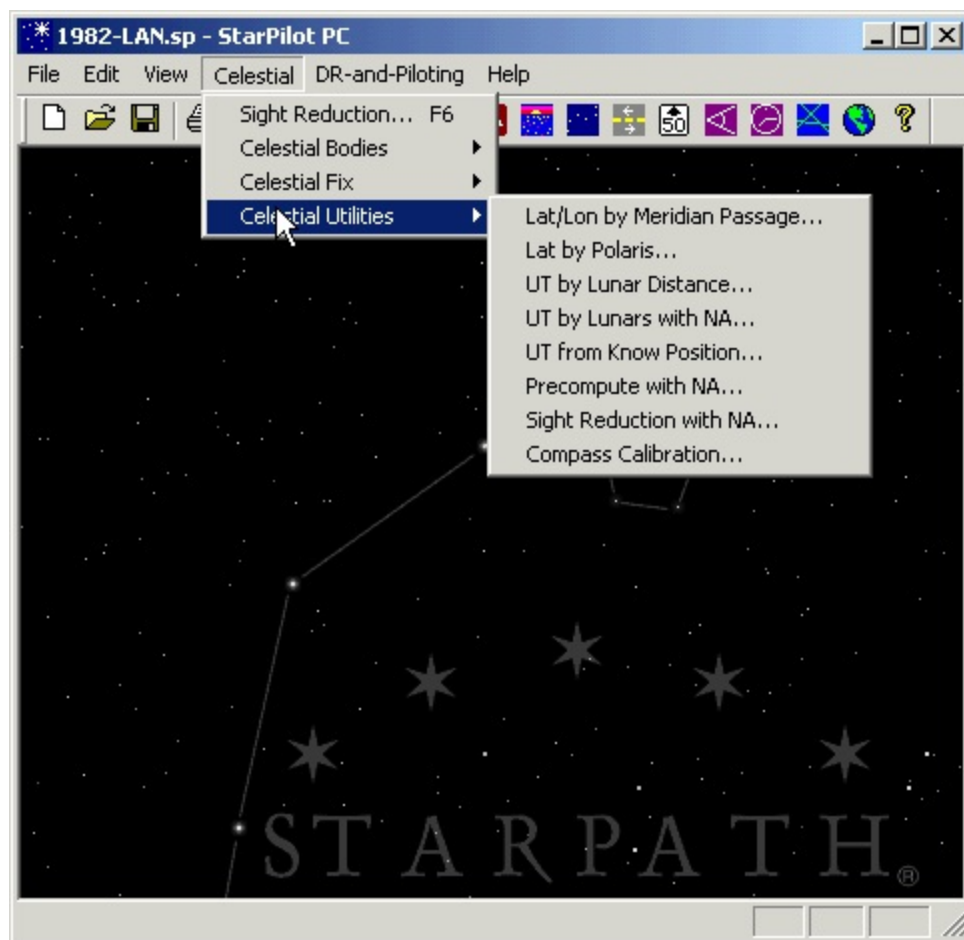 1982-LAN.sp - StarPilot PC
File Edit View Celestial DR-and-Piloting Help
50 ?
Sight Reduction... F6
Celestial Bodies
Celestial Fix
Celestial Utilities
Lat/Lon by Meridian Passage...
Lat by Polaris...
UT by Lunar Distance...
UT by Lunars with NA...
UT from Know Position...
Precompute with NA...
Sight Reduction with NA...
Compass Calibration...
STARPATH®